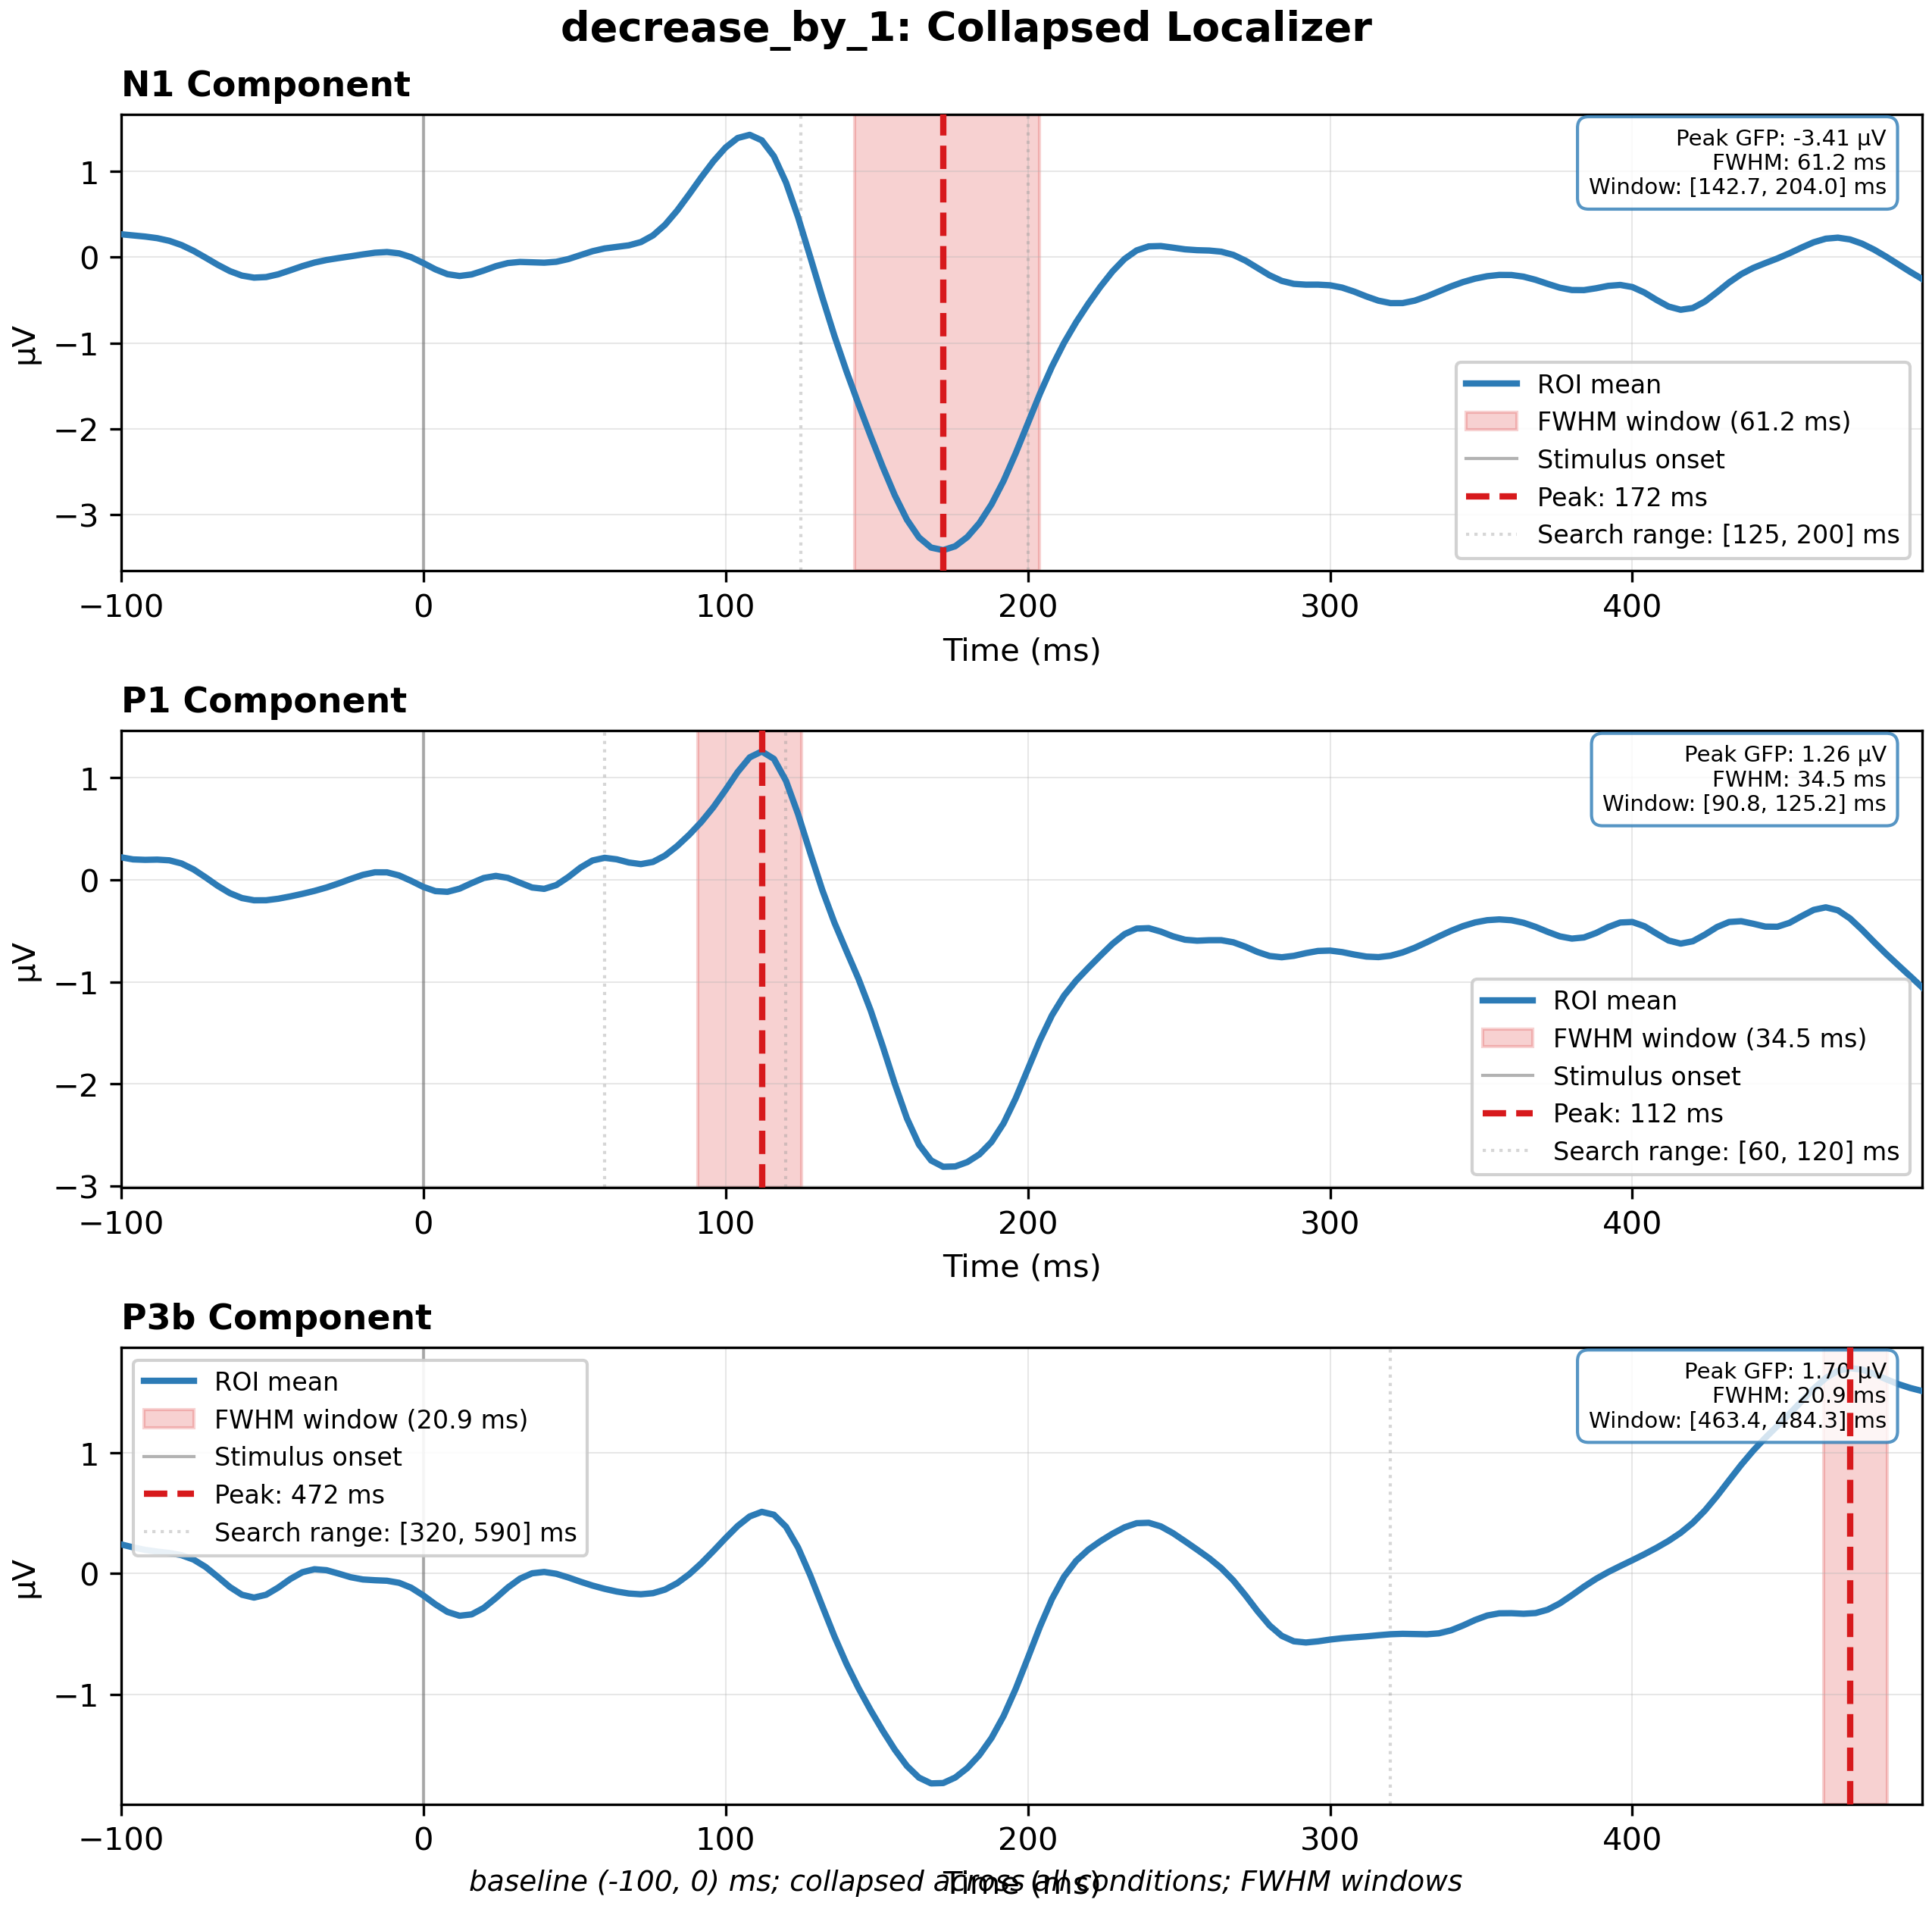 decrease_by_1: Collapsed Localizer
N1 Component
Peak GFP: -3.41 µV
FWHM: 61.2 ms
Window: [142.7, 204.0] ms
1
0
−1
−2
−3
µV
ROI mean
FWHM window (61.2 ms)
Stimulus onset
Peak: 172 ms
Search range: [125, 200] ms
−100 0 100 200 300 400
Time (ms)
P1 Component
Peak GFP: 1.26 µV
FWHM: 34.5 ms
Window: [90.8, 125.2] ms
1
0
−1
−2
−3
µV
ROI mean
FWHM window (34.5 ms)
Stimulus onset
Peak: 112 ms
Search range: [60, 120] ms
−100 0 100 200 300 400
Time (ms)
P3b Component
ROI mean
FWHM window (20.9 ms)
Stimulus onset
Peak: 472 ms
Search range: [320, 590] ms
Peak GFP: 1.70 µV
FWHM: 20.9 ms
Window: [463.4, 484.3] ms
1
0
−1
µV
−100 0 100 200 300 400
Time (ms)
baseline (-100, 0) ms; collapsed across all conditions; FWHM windows